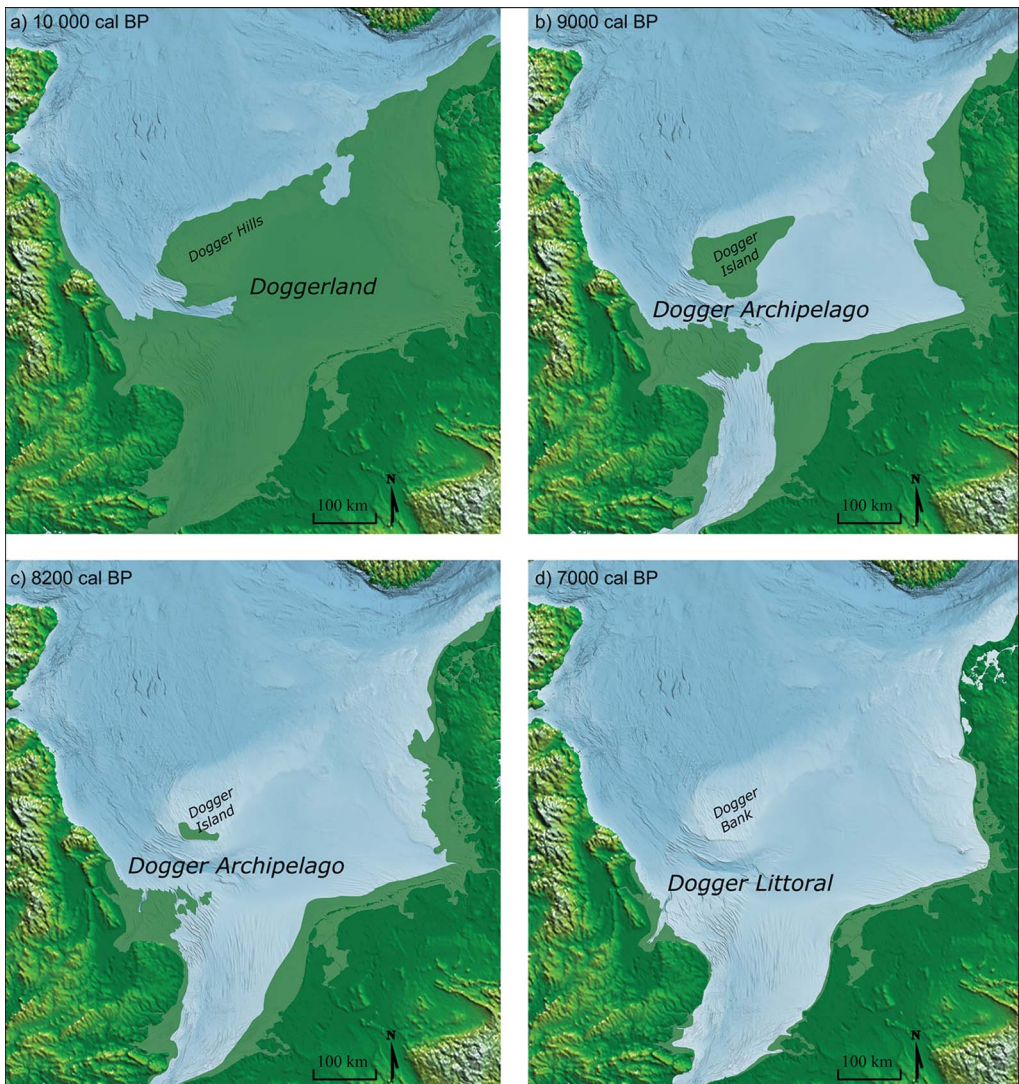 a) 10 000 cal BP
Dogger Hills
Doggerland
N
100 km
b) 9000 cal BP
Dogger
Island
Dogger Archipelago
N
100 km
c) 8200 cal BP
Dogger
Island
Dogger Archipelago
N
100 km
d) 7000 cal BP
Dogger
Bank
Dogger Littoral
N
100 km